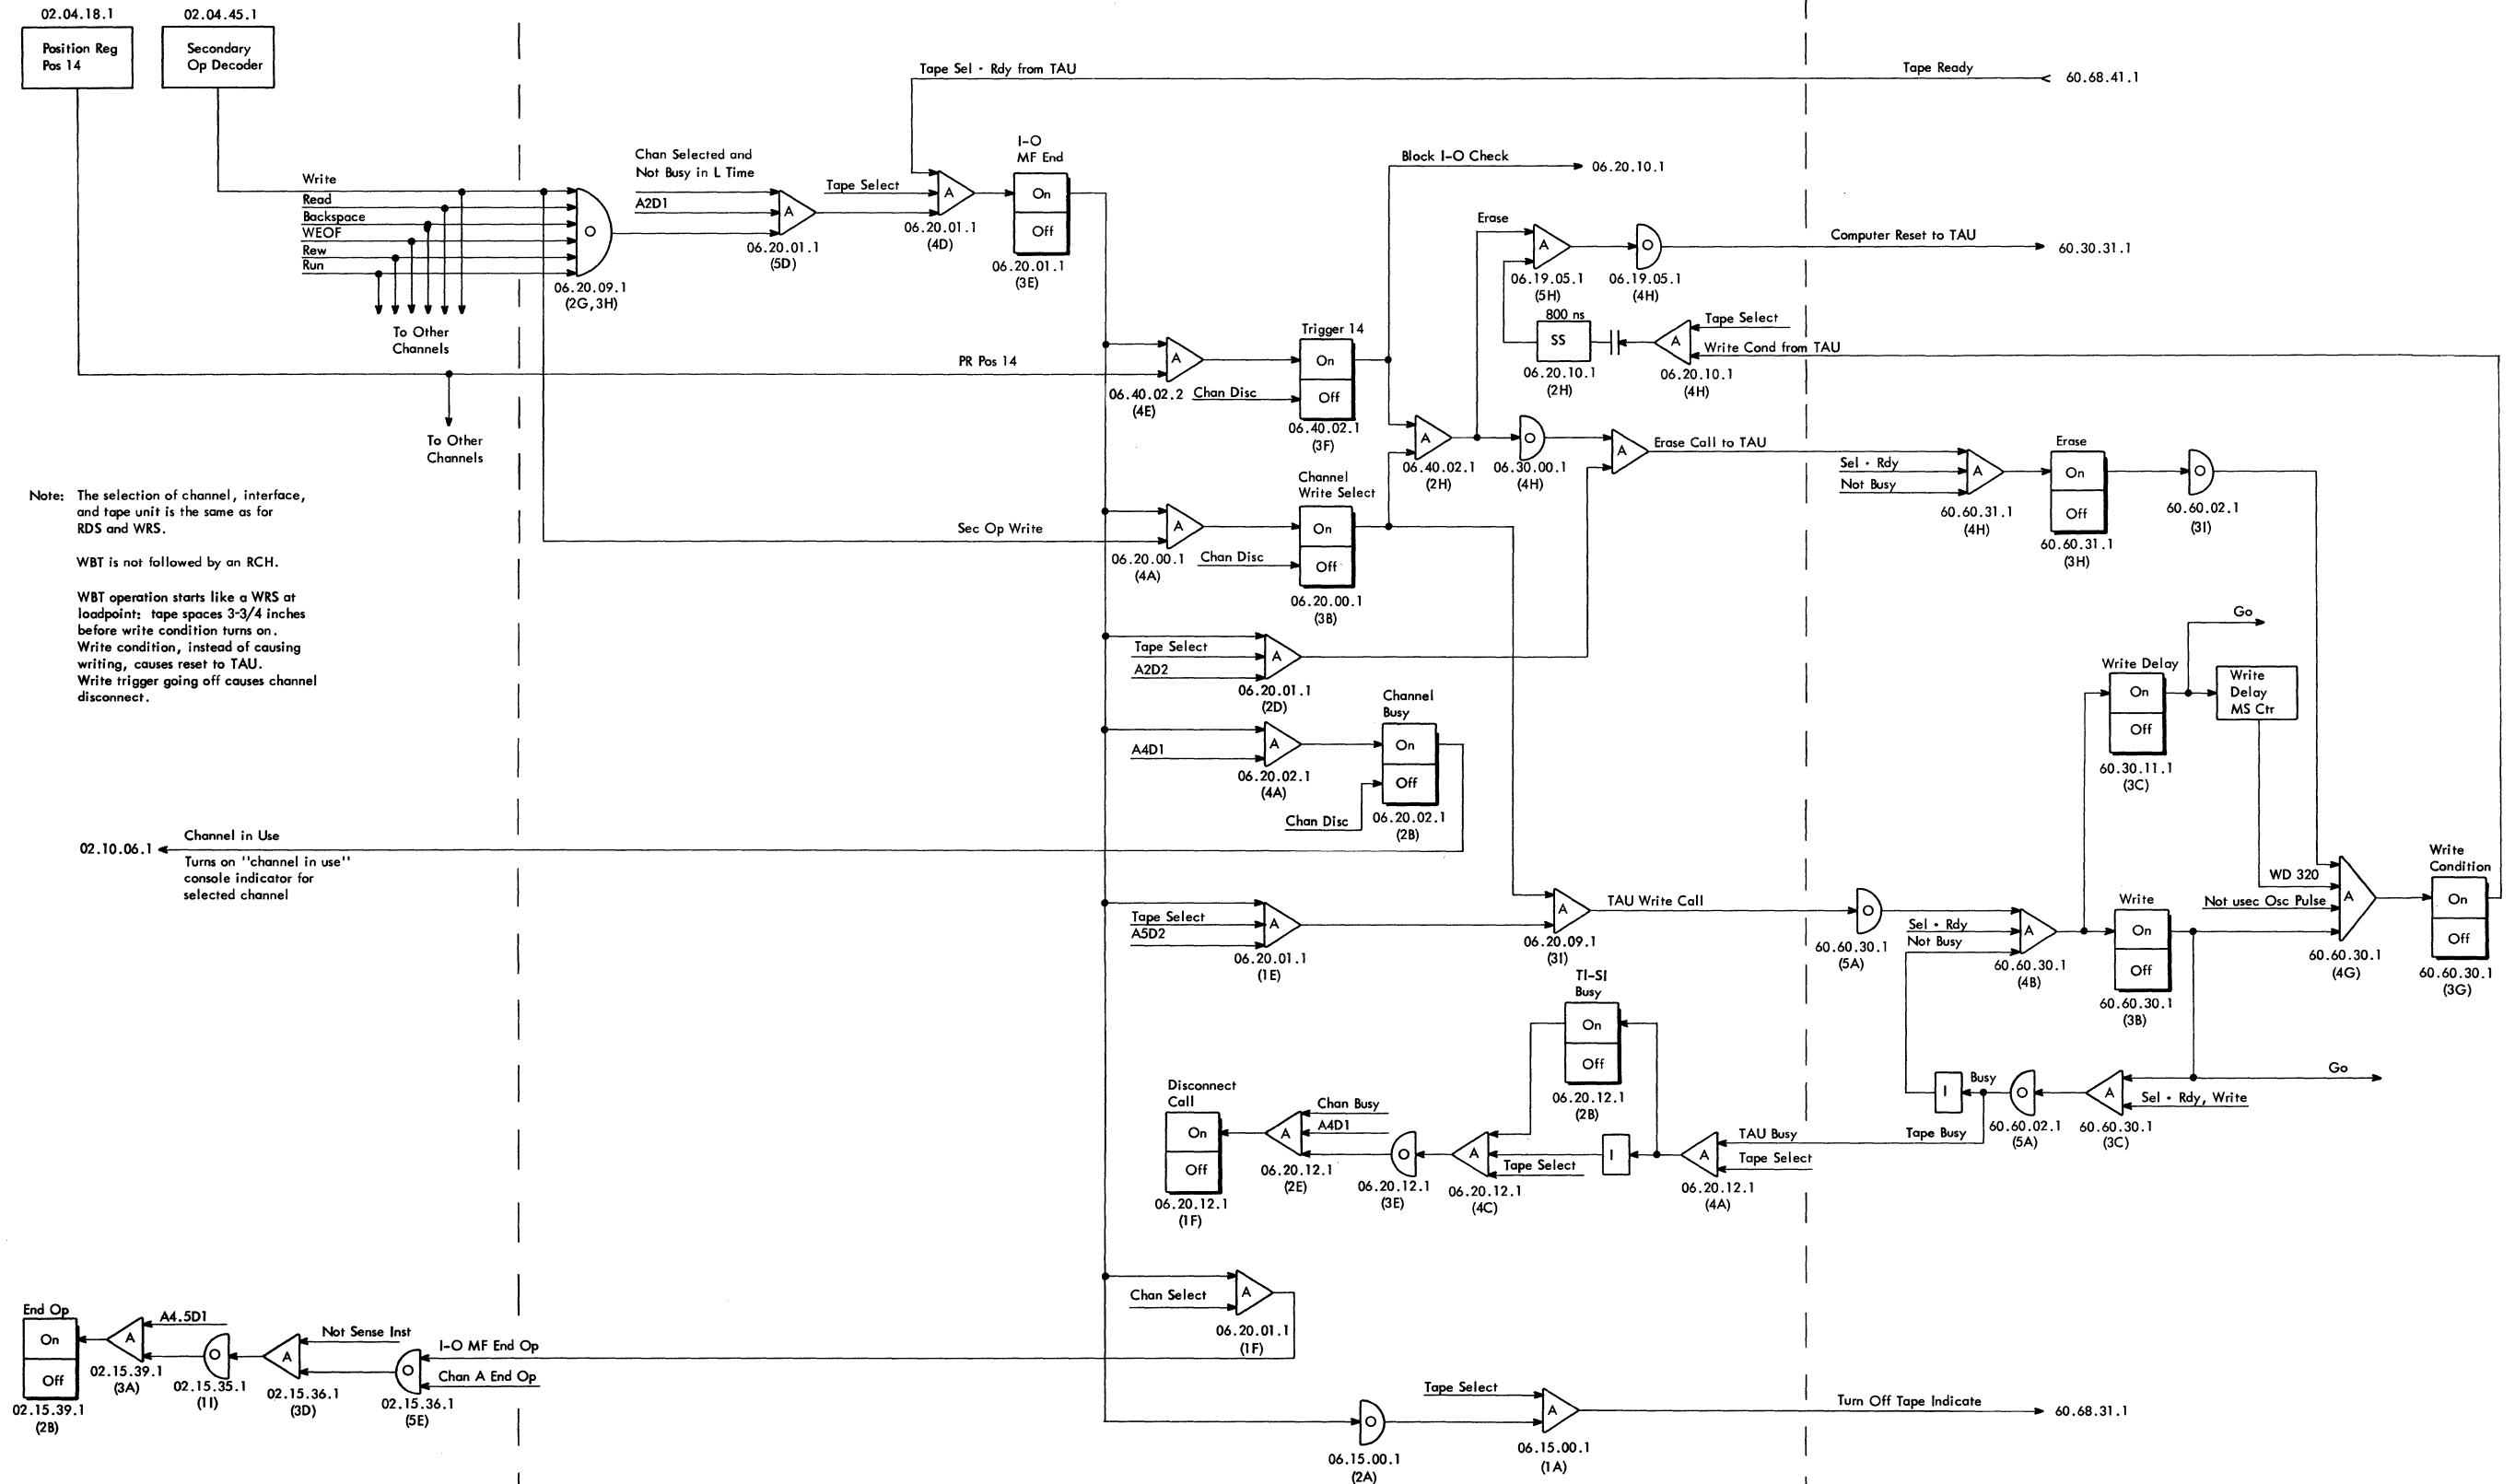 02.04.18.1
02.04.45.1
Position Reg
Pos 14
Secondary
Op Decoder
Write
Read
Backspace
WEOF
Rew
Run
To Other
Channels
06.20.09.1
(2G,3H)
O
Chan Selected and
Not Busy in L Time
A2D1
A
06.20.01.1
(5D)
Tape Select
A
06.20.01.1
(4D)
Tape Sel · Rdy from TAU
Tape Ready
60.68.41.1
I-O
MF End
On
Off
06.20.01.1
(3E)
Block I-O Check
06.20.10.1
Erase
A
06.19.05.1
(5H)
O
06.19.05.1
(4H)
Computer Reset to TAU
60.30.31.1
800 ns
SS
06.20.10.1
(2H)
A
06.20.10.1
(4H)
Tape Select
Write Cond from TAU
PR Pos 14
To Other
Channels
A
06.40.02.2
(4E)
Chan Disc
Trigger 14
On
Off
06.40.02.1
(3F)
A
06.40.02.1
(2H)
O
06.30.00.1
(4H)
A
Erase Call to TAU
Sel · Rdy
Not Busy
A
60.60.31.1
(4H)
Erase
On
Off
60.60.31.1
(3H)
O
60.60.02.1
(3I)
Note: The selection of channel, interface,
and tape unit is the same as for
RDS and WRS.
WBT is not followed by an RCH.
WBT operation starts like a WRS at
loadpoint: tape spaces 3-3/4 inches
before write condition turns on.
Write condition, instead of causing
writing, causes reset to TAU.
Write trigger going off causes channel
disconnect.
Sec Op Write
A
06.20.00.1
(4A)
Chan Disc
Channel
Write Select
On
Off
06.20.00.1
(3B)
Tape Select
A2D2
A
06.20.01.1
(2D)
A4D1
A
06.20.02.1
(4A)
Chan Disc
Channel
Busy
On
Off
06.20.02.1
(2B)
Go
Write Delay
On
Off
60.30.11.1
(3C)
Write
Delay
MS Ctr
02.10.06.1
Channel in Use
Turns on "channel in use"
console indicator for
selected channel
Tape Select
A5D2
A
06.20.01.1
(1E)
A
06.20.09.1
(3I)
TAU Write Call
O
60.60.30.1
(5A)
Sel · Rdy
Not Busy
A
60.60.30.1
(4B)
Write
On
Off
60.60.30.1
(3B)
WD 320
Not usec Osc Pulse
A
60.60.30.1
(4G)
Write
Condition
On
Off
60.60.30.1
(3G)
TI-SI
Busy
On
Off
06.20.12.1
(2B)
Disconnect
Call
On
Off
06.20.12.1
(1F)
Chan Busy
A4D1
A
06.20.12.1
(2E)
O
06.20.12.1
(3E)
A
06.20.12.1
(4C)
Tape Select
I
A
06.20.12.1
(4A)
TAU Busy
Tape Select
Tape Busy
I
Busy
O
60.60.02.1
(5A)
A
60.60.30.1
(3C)
Sel · Rdy, Write
Go
Chan Select
A
06.20.01.1
(1F)
End Op
On
Off
02.15.39.1
(2B)
A
A4.5D1
02.15.39.1
(3A)
O
02.15.35.1
(1I)
A
Not Sense Inst
02.15.36.1
(3D)
O
02.15.36.1
(5E)
I-O MF End Op
Chan A End Op
O
06.15.00.1
(2A)
Tape Select
A
06.15.00.1
(1A)
Turn Off Tape Indicate
60.68.31.1